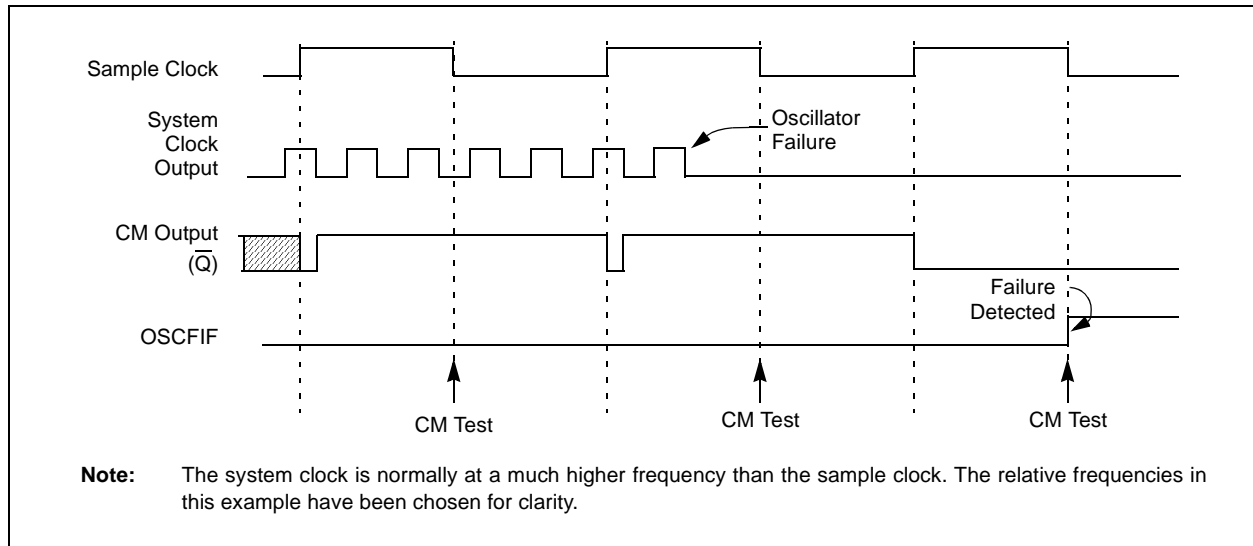 Sample Clock
System
Clock
Output
Oscillator
Failure
CM Output
(Q̅)
Failure
Detected
OSCFIF
CM Test
CM Test
CM Test
Note: The system clock is normally at a much higher frequency than the sample clock. The relative frequencies in
this example have been chosen for clarity.